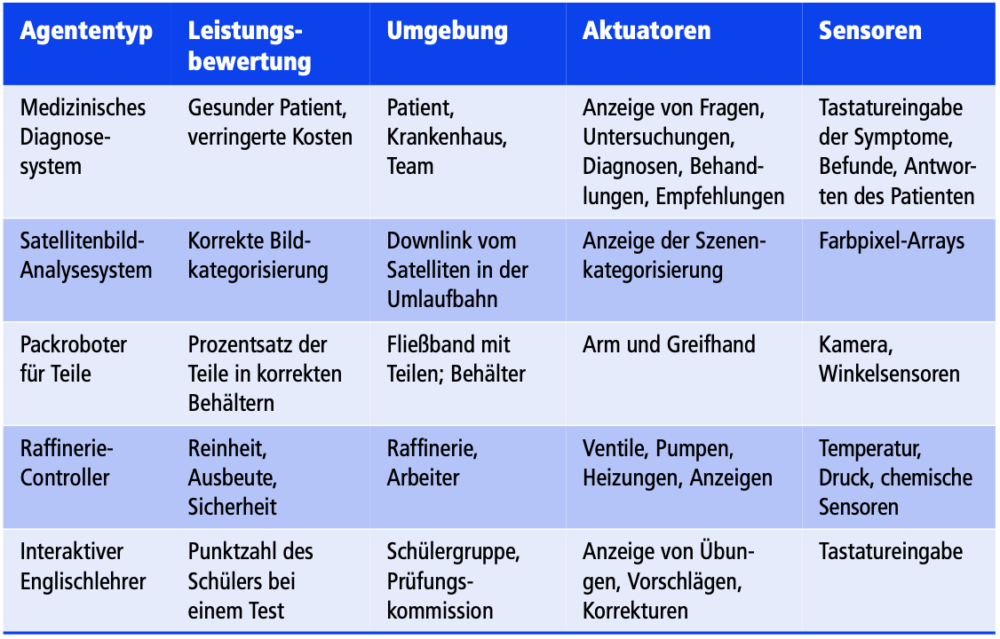 Agententyp
Leistungs-
bewertung
Umgebung
Aktuatoren
Sensoren
Medizinisches
Diagnose-
system
Gesunder Patient,
verringerte Kosten
Patient,
Krankenhaus,
Team
Anzeige von Fragen,
Untersuchungen,
Diagnosen, Behand-
lungen, Empfehlungen
Tastatureingabe
der Symptome,
Befunde, Antwor-
ten des Patienten
Satellitenbild-
Analysesystem
Korrekte Bild-
kategorisierung
Downlink vom
Satelliten in der
Umlaufbahn
Anzeige der Szenen-
kategorisierung
Farbpixel-Arrays
Packroboter
für Teile
Prozentsatz der
Teile in korrekten
Behältern
Fließband mit
Teilen; Behälter
Arm und Greifhand
Kamera,
Winkelsensoren
Raffinerie-
Controller
Reinheit,
Ausbeute,
Sicherheit
Raffinerie,
Arbeiter
Ventile, Pumpen,
Heizungen, Anzeigen
Temperatur,
Druck, chemische
Sensoren
Interaktiver
Englischlehrer
Punktzahl des
Schülers bei
einem Test
Schülergruppe,
Prüfungs-
kommission
Anzeige von Übun-
gen, Vorschlägen,
Korrekturen
Tastatureingabe